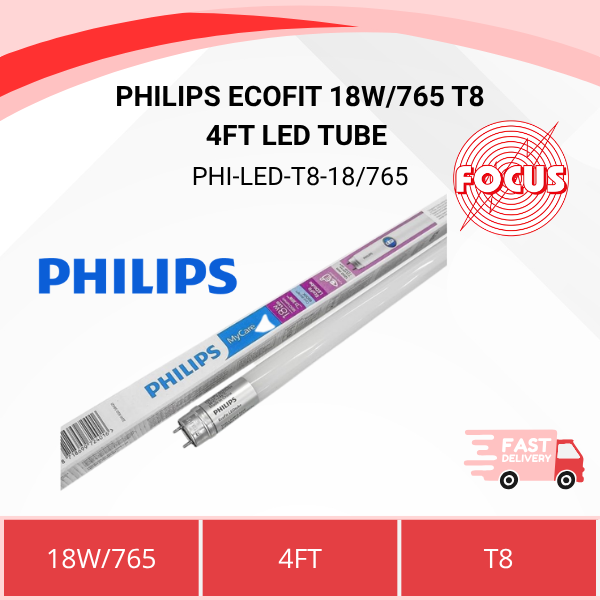 PHILIPS ECOFIT 18W/765 T8
4FT LED TUBE
PHI-LED-T8-18/765
FOCUS
PHILIPS
PHILIPS
MyCare
18W
PHILIPS
FAST
DELIVERY
18W/765
4FT
T8